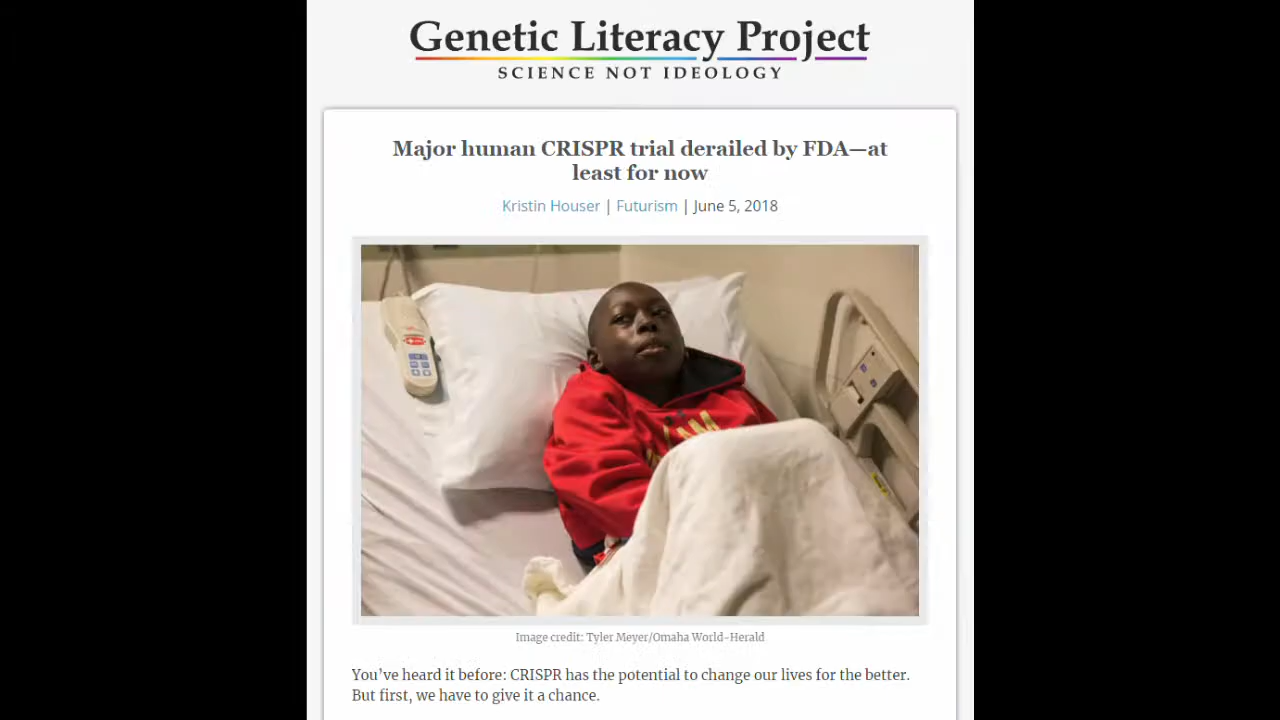 Genetic Literacy Project
SCIENCE NOT IDEOLOGY
Major human CRISPR trial derailed by FDA—at
least for now
Kristin Houser | Futurism | June 5, 2018
Image credit: Tyler Meyer/Omaha World-Herald
You’ve heard it before: CRISPR has the potential to change our lives for the better.
But first, we have to give it a chance.